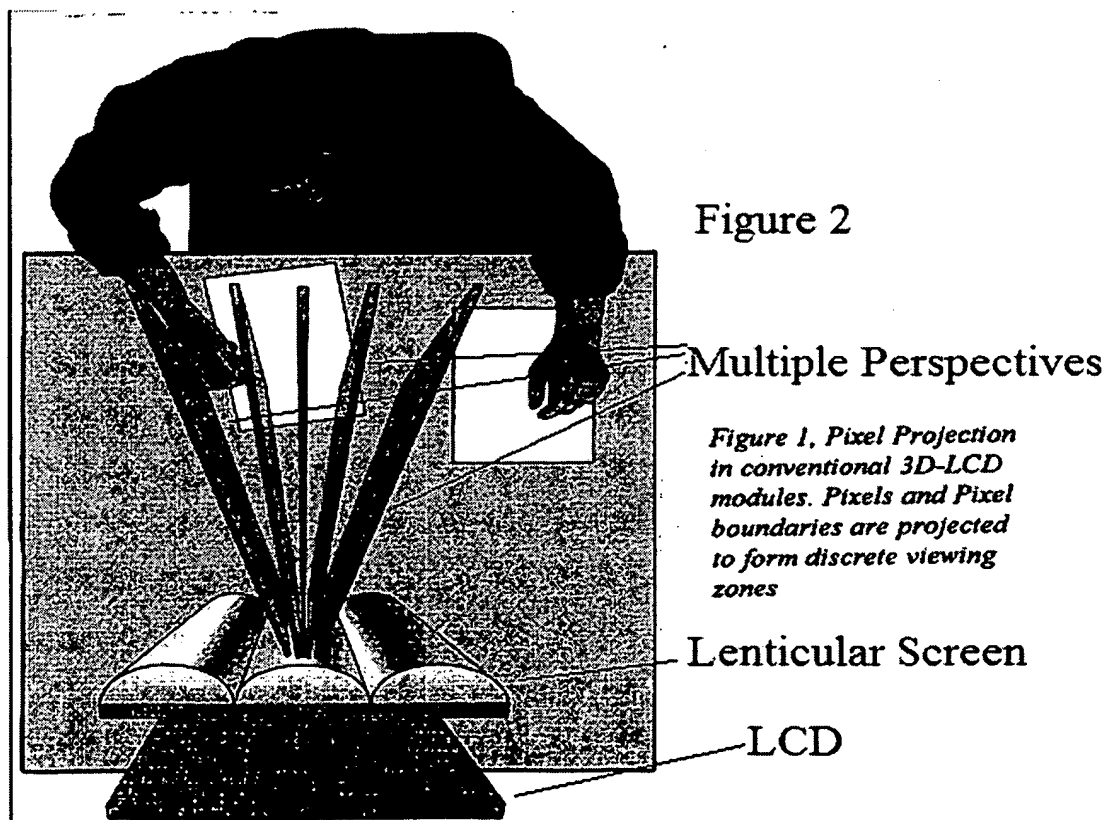 Figure 2
Multiple Perspectives
Figure 1, Pixel Projection
in conventional 3D-LCD
modules. Pixels and Pixel
boundaries are projected
to form discrete viewing
zones
Lenticular Screen
LCD